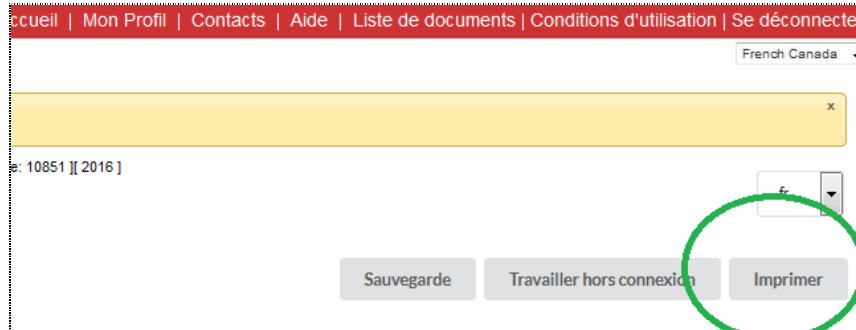 ccueil | Mon Profil | Contacts | Aide | Liste de documents | Conditions d'utilisation | Se déconnecte
French Canada
x
e: 10851 ][ 2016 ]
fr
Sauvegarde Travailler hors connexion Imprimer